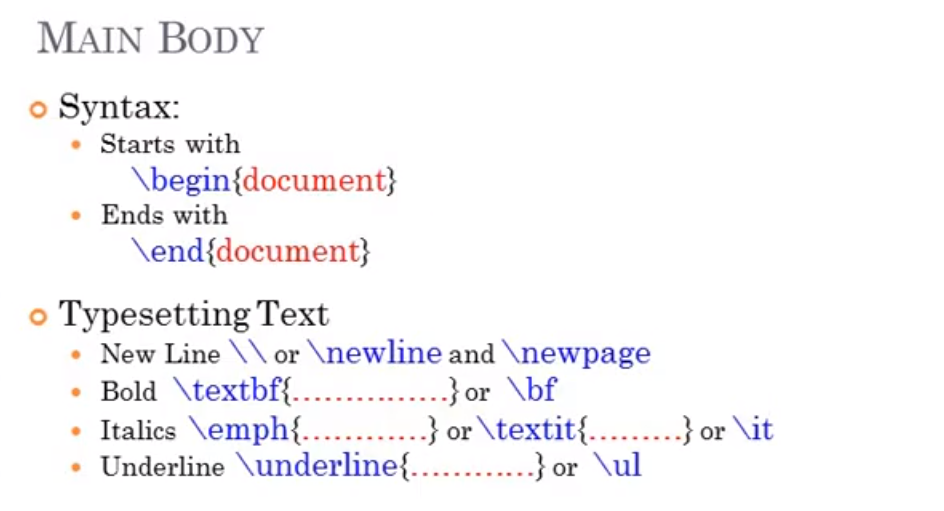 MAIN BODY
Syntax:
Starts with
\begin{document}
Ends with
\end{document}
Typesetting Text
New Line \\ or \newline and \newpage
Bold \textbf{...............} or \bf
Italics \emph{............} or \textit{.........} or \it
Underline \underline{............} or \ul